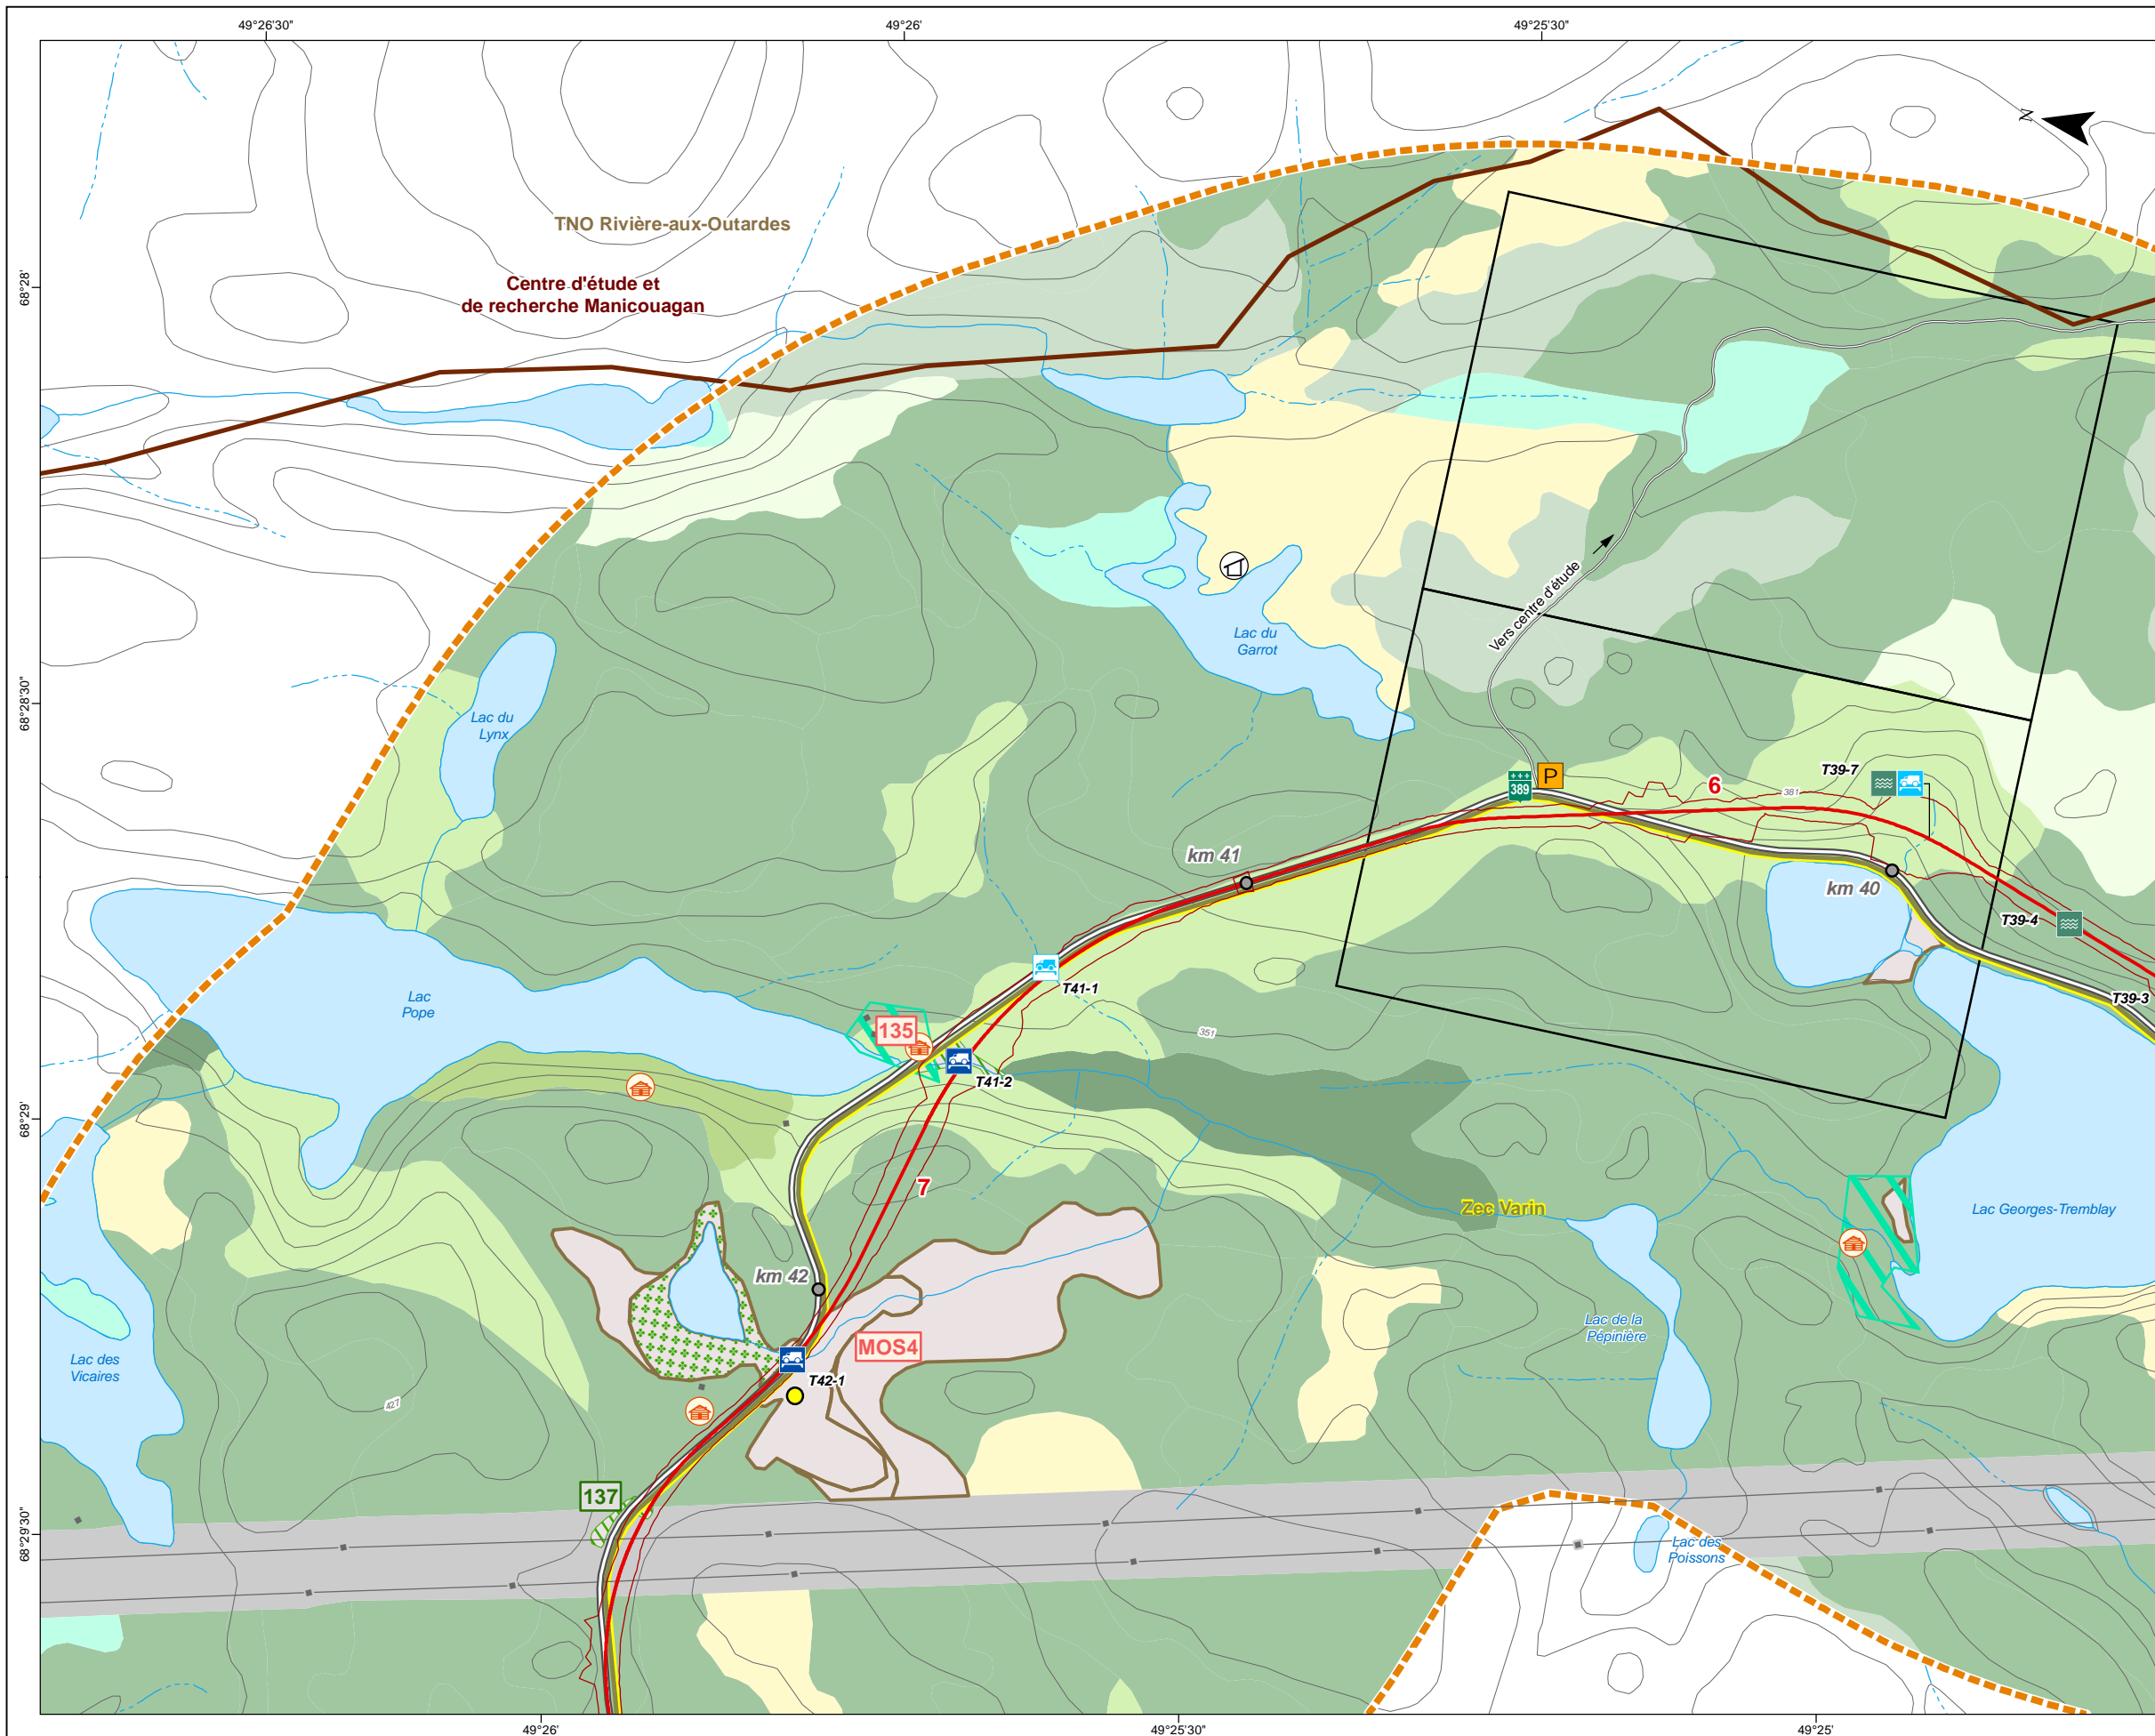 49°26'30"
49°26'
49°25'30"
N
TNO Rivière-aux-Outardes
68°28'
Centre d'étude et
de recherche Manicouagan
Vers centre d'étude
Lac du
Garrot
68°28'30"
Lac du
Lynx
389
P
6
381
T39-7
km 41
km 40
T39-4
T39-3
Lac
Pope
T41-1
135
351
T41-2
68°29'
7
Zec Varin
Lac Georges-Tremblay
km 42
Lac de la
Pépinière
MOS4
Lac des
Vicaires
T42-1
427
137
68°29'30"
Lac des
Poissons
49°26'
49°25'30"
49°25'